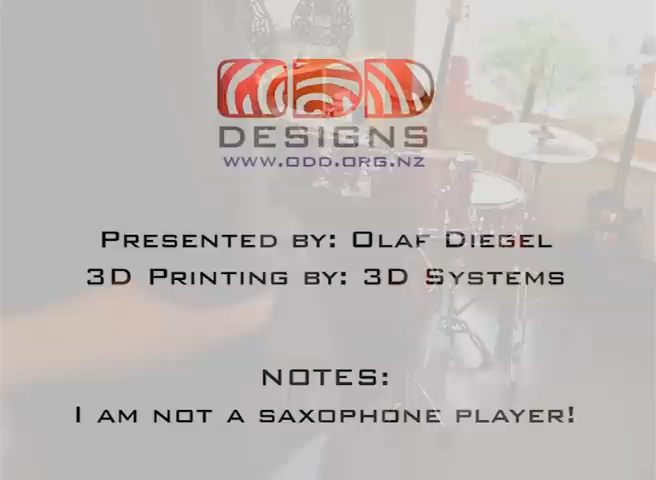 ODD
DESIGNS
WWW.ODD.ORG.NZ
PRESENTED BY: OLAF DIEGEL
3D PRINTING BY: 3D SYSTEMS
NOTES:
I AM NOT A SAXOPHONE PLAYER!